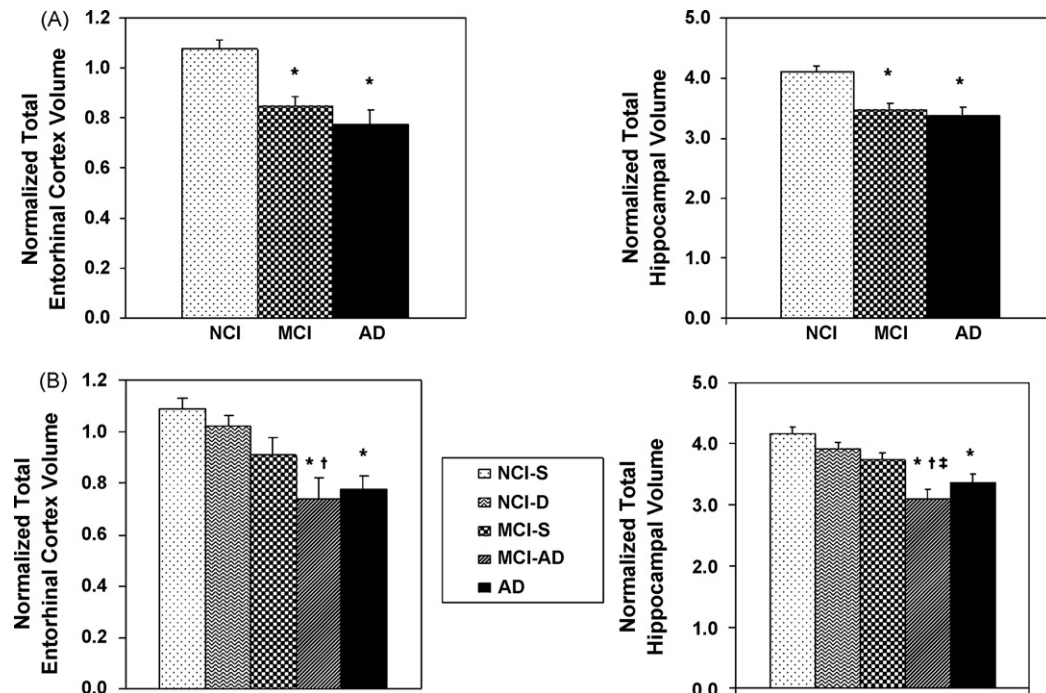 (A)
Normalized Total
Entorhinal Cortex Volume
1.2
1.0
0.8
0.6
0.4
0.2
0.0
*
*
NCI MCI AD
Normalized Total
Hippocampal Volume
5.0
4.0
3.0
2.0
1.0
0.0
*
*
NCI MCI AD
(B)
Normalized Total
Entorhinal Cortex Volume
1.2
1.0
0.8
0.6
0.4
0.2
0.0
* †
*
NCI-S
NCI-D
MCI-S
MCI-AD
AD
Normalized Total
Hippocampal Volume
5.0
4.0
3.0
2.0
1.0
0.0
* †‡
*